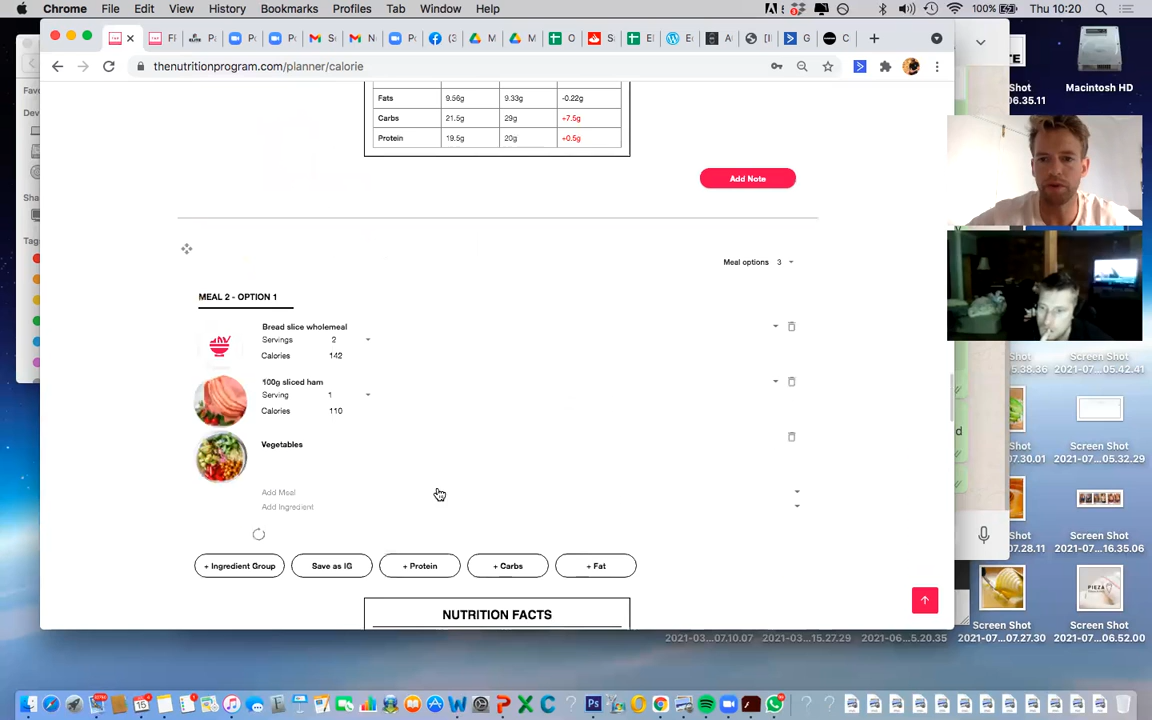 Chrome File Edit View History Bookmarks Profiles Tab Window Help 100% Thu 10:20
thenutritionprogram.com/planner/calorie
Fats 9.56g 9.33g -0.22g
Carbs 21.5g 29g +7.5g
Protein 19.5g 20g +0.5g
Add Note
Meal options 3
MEAL 2 - OPTION 1
Bread slice wholemeal
Servings 2
Calories 142
100g sliced ham
Serving 1
Calories 110
Vegetables
Add Meal
Add Ingredient
+ Ingredient Group Save as IG + Protein + Carbs + Fat
NUTRITION FACTS
Macintosh HD
Screen Shot
2021-07...05.42.41
Screen Shot
2021-07...05.32.29
Screen Shot
2021-07...16.35.06
PIEZA
Screen Shot
2021-07...06.52.00
Screen Shot
2021-07...07.27.30
2021-03....07.10.07 2021-03....15.27.29 2021-06....5.20.35